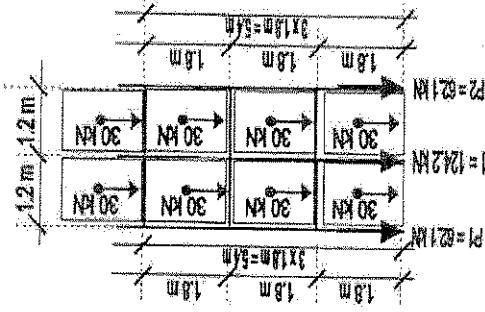 1.8 m 1.8 m 1.8 m
3x1.8m=5.4m
P1 = 62.1 kN
30 kN 30 kN 30 kN 30 kN
1.2 m
= 124.2 kN
30 kN 30 kN 30 kN 30 kN
1.2 m
P2 = 62.1 kN
1.8 m 1.8 m 1.8 m
3x1.8m=5.4m